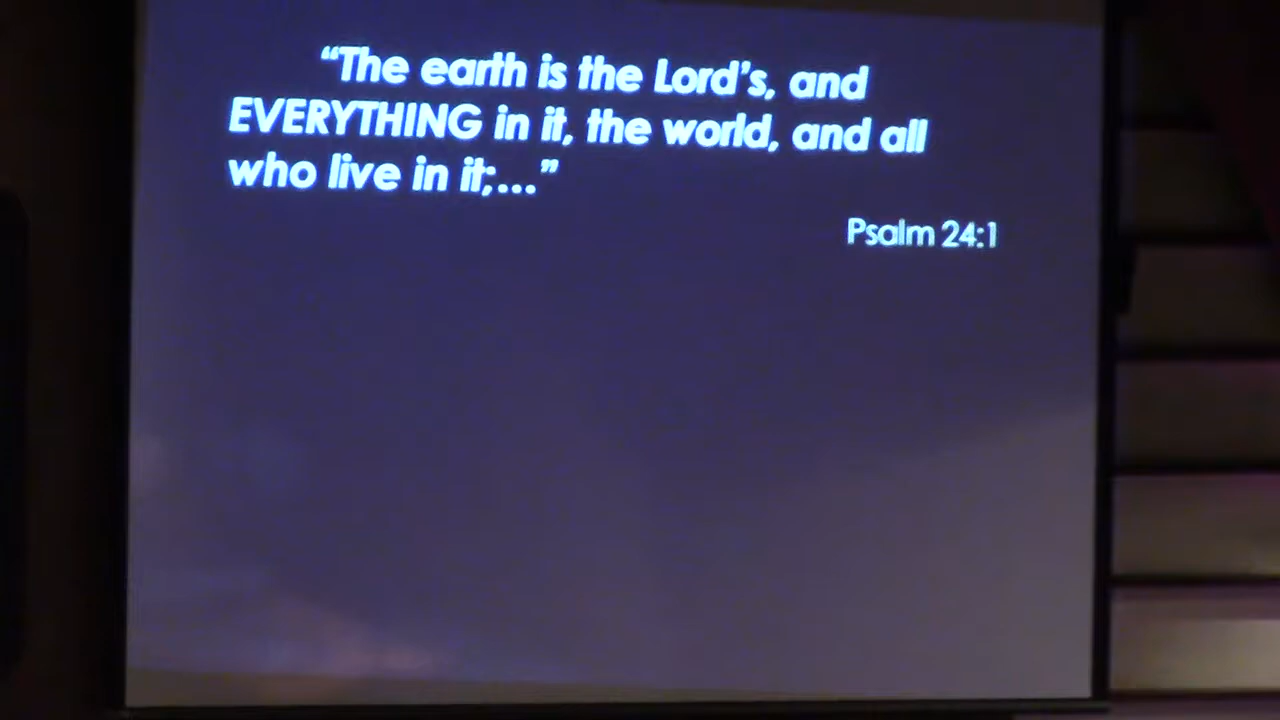 “The earth is the Lord’s, and
EVERYTHING in it, the world, and all
who live in it;...”
Psalm 24:1